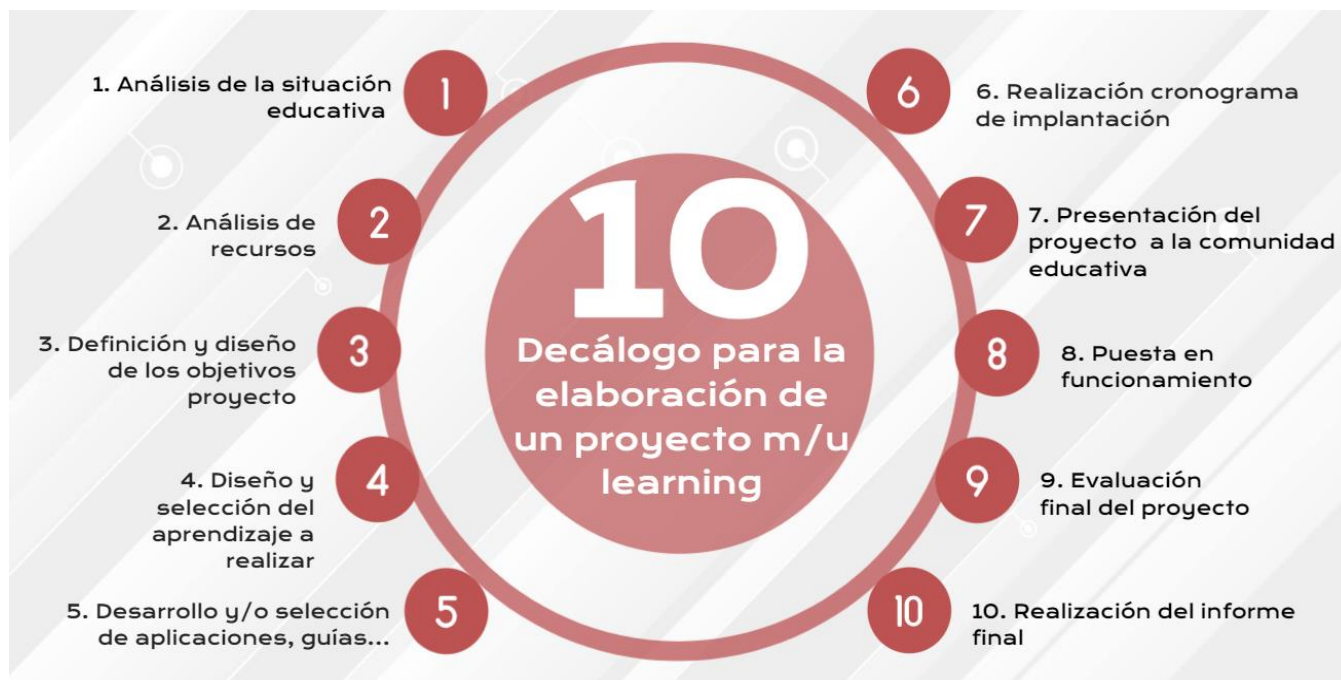 10
Decálogo para la
elaboración de
un proyecto m/u
learning
1
1. Análisis de la situación
educativa
2
2. Análisis de
recursos
3
3. Definición y diseño
de los objetivos
proyecto
4
4. Diseño y
selección del
aprendizaje a
realizar
5
5. Desarrollo y/o selección
de aplicaciones, guías...
6
6. Realización cronograma
de implantación
7
7. Presentación del
proyecto a la comunidad
educativa
8
8. Puesta en
funcionamiento
9
9. Evaluación
final del proyecto
10
10. Realización del informe
final